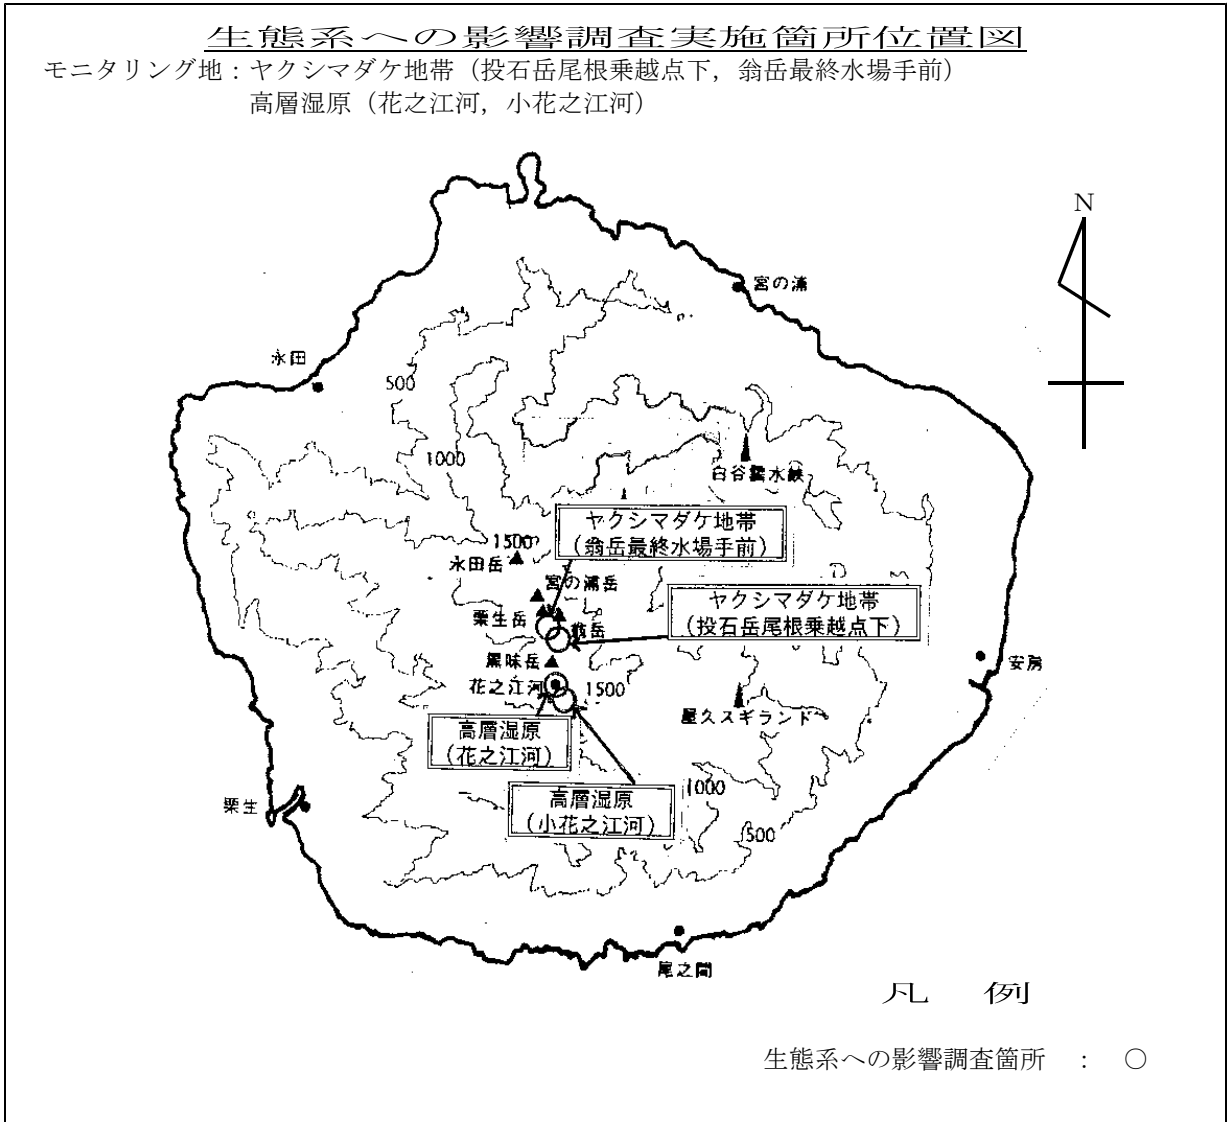 生態系への影響調査実施箇所位置図
モニタリング地：ヤクシマダケ地帯（投石岳尾根乗越点下，翁岳最終水場手前）
高層湿原（花之江河，小花之江河）
N
宮の浦
永田
500
1000
白谷雲水峡
ヤクシマダケ地帯
（翁岳最終水場手前）
1500
永田岳
宮の浦岳
ヤクシマダケ地帯
（投石岳尾根乗越点下）
栗生岳
翁岳
黒味岳
安房
花之江河
1500
屋久スギランド
高層湿原
（花之江河）
1000
高層湿原
（小花之江河）
栗生
500
尾之間
凡　例
生態系への影響調査箇所　：　○